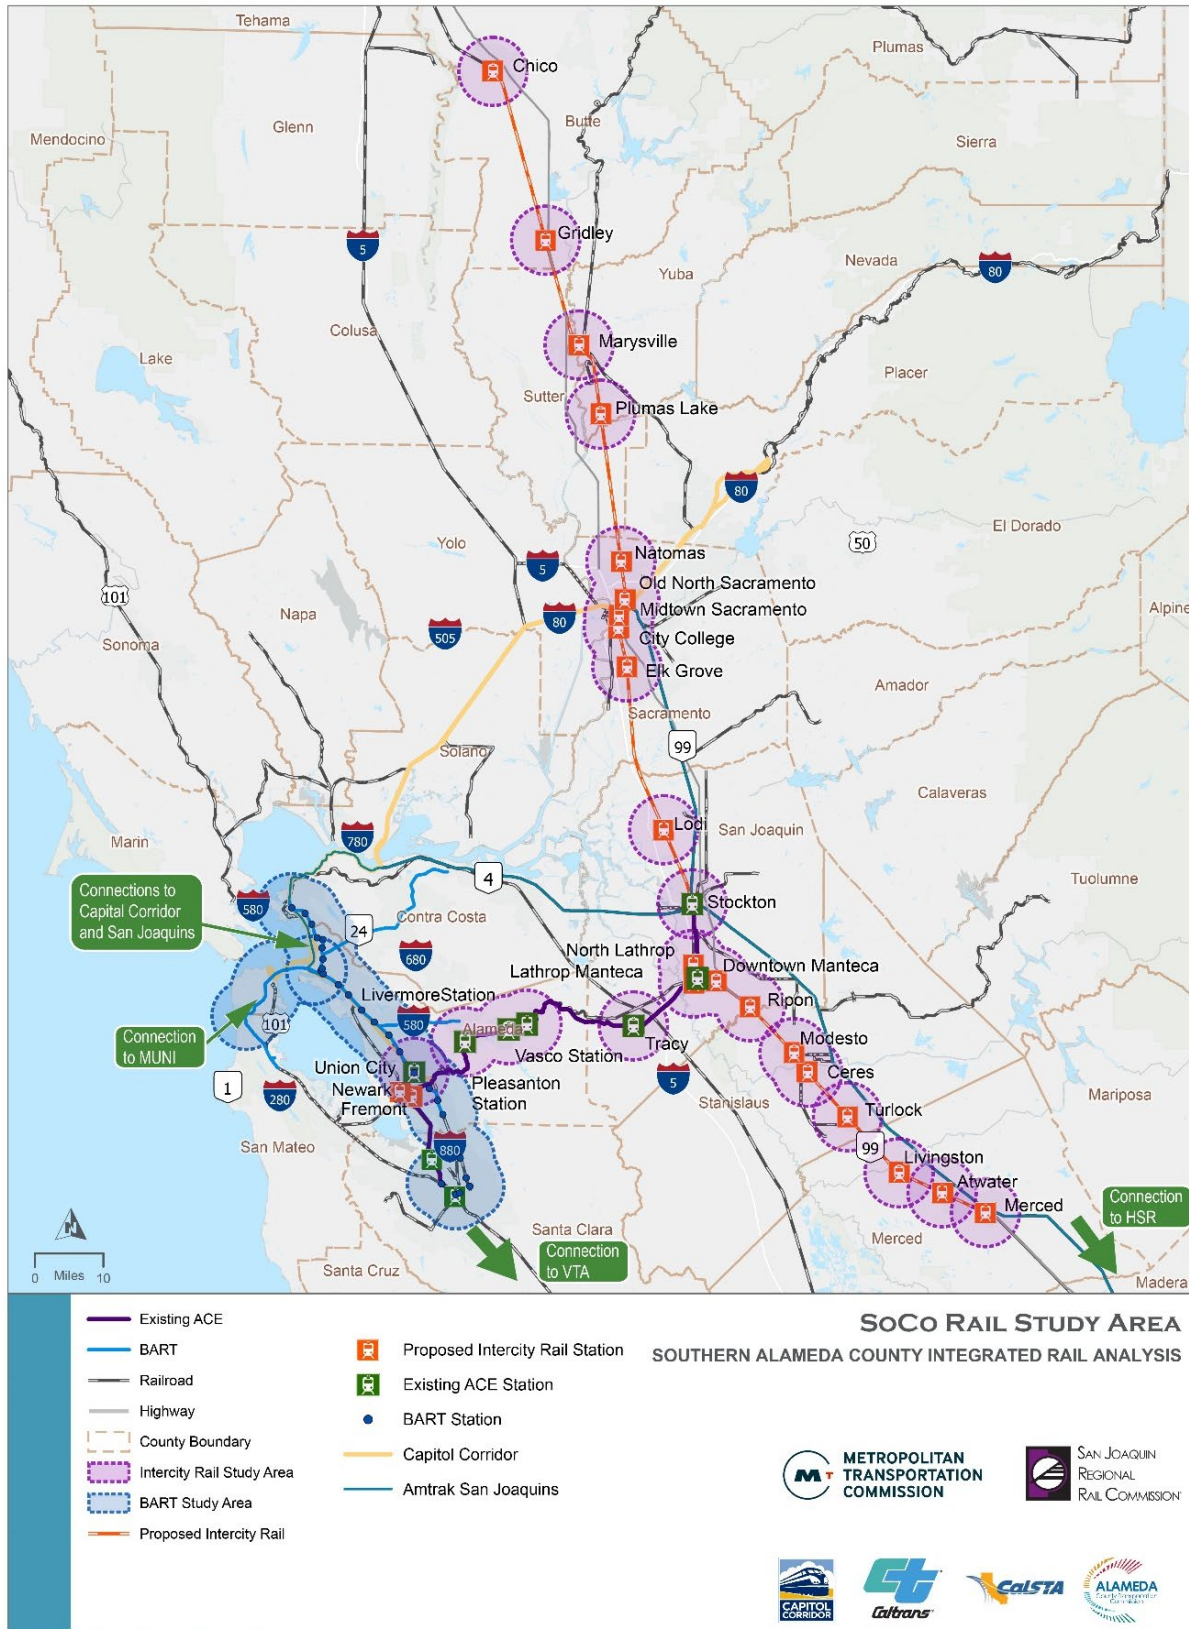 Tehama
Plumas
Chico
Glenn
Butte
Mendocino
Sierra
Gridley
5
Nevada
80
Yuba
Colusa
Marysville
Lake
Placer
Sutter
Plumas Lake
80
El Dorado
50
Yolo
Natomas
5
Old North Sacramento
101
Midtown Sacramento
Alpine
Napa
80
505
City College
Sonoma
Elk Grove
Amador
Sacramento
99
Solano
Calaveras
Lodi
San Joaquin
Marin
780
4
Tuolumne
Connections to
Capital Corridor
and San Joaquins
580
Stockton
24
Contra Costa
North Lathrop
680
Lathrop Manteca
Downtown Manteca
LivermoreStation
Ripon
101
580
Alameda
Connection
to MUNI
Vasco Station
Tracy
Modesto
Union City
Ceres
1
280
Newark
Fremont
Pleasanton
Station
5
Stanislaus
Mariposa
Turlock
San Mateo
880
99
Livingston
Atwater
Merced
Connection
to HSR
Santa Clara
Merced
N
Connection
to VTA
Santa Cruz
0 Miles 10
Madera
Existing ACE
BART
Railroad
Highway
County Boundary
Intercity Rail Study Area
BART Study Area
Proposed Intercity Rail
Proposed Intercity Rail Station
Existing ACE Station
BART Station
Capitol Corridor
Amtrak San Joaquins
SOCO RAIL STUDY AREA
SOUTHERN ALAMEDA COUNTY INTEGRATED RAIL ANALYSIS
MT
METROPOLITAN
TRANSPORTATION
COMMISSION
SAN JOAQUIN
REGIONAL
RAIL COMMISSION
CAPITOL
CORRIDOR
Ct
Caltrans
CalSTA
ALAMEDA
County Transportation
Commission